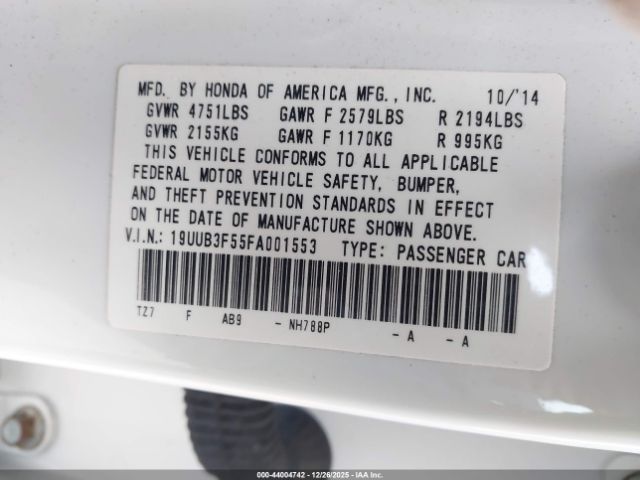 MFD. BY HONDA OF AMERICA MFG., INC. 10/'14
GVWR 4751LBS GAWR F 2579LBS R 2194LBS
GVWR 2155KG GAWR F 1170KG R 995KG
THIS VEHICLE CONFORMS TO ALL APPLICABLE
FEDERAL MOTOR VEHICLE SAFETY, BUMPER,
AND THEFT PREVENTION STANDARDS IN EFFECT
ON THE DATE OF MANUFACTURE SHOWN ABOVE.
V.I.N.: 19UUB3F55FA001553 TYPE: PASSENGER CAR
TZ7 F AB9 - NH788P - A - A
000-44004742 | 12/26/2025 | IAA Inc.